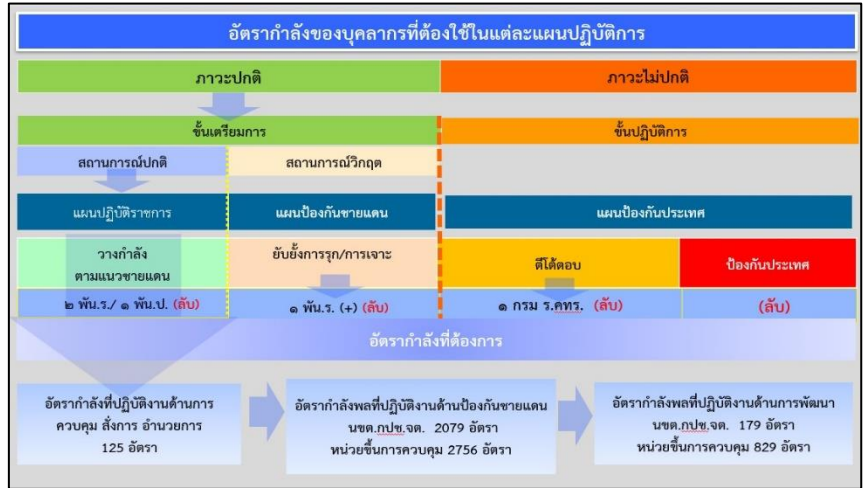 อัตรากำลังของบุคลากรที่ต้องใช้ในแต่ละแผนปฏิบัติการ
ภาวะปกติ
ภาวะไม่ปกติ
ขั้นเตรียมการ
ขั้นปฏิบัติการ
สถานการณ์ปกติ
สถานการณ์วิกฤต
แผนปฏิบัติราชการ
แผนป้องกันชายแดน
แผนป้องกันประเทศ
วางกำลัง
ตามแนวชายแดน
ยับยั้งการรุก/การเจาะ
ตีโต้ตอบ
ป้องกันประเทศ
๒ พัน.ร./ ๑ พัน.ป. (ลับ)
๑ พัน.ร. (+) (ลับ)
๑ กรม ร.คทร. (ลับ)
(ลับ)
อัตรากำลังที่ต้องการ
อัตรากำลังที่ปฏิบัติงานด้านการ
ควบคุม สั่งการ อำนวยการ
125 อัตรา
อัตรากำลังพลที่ปฏิบัติงานด้านป้องกันชายแดน
นขต.กปช.จต. 2079 อัตรา
หน่วยขึ้นการควบคุม 2756 อัตรา
อัตรากำลังพลที่ปฏิบัติงานด้านการพัฒนา
นขต.กปช.จต. 179 อัตรา
หน่วยขึ้นการควบคุม 829 อัตรา